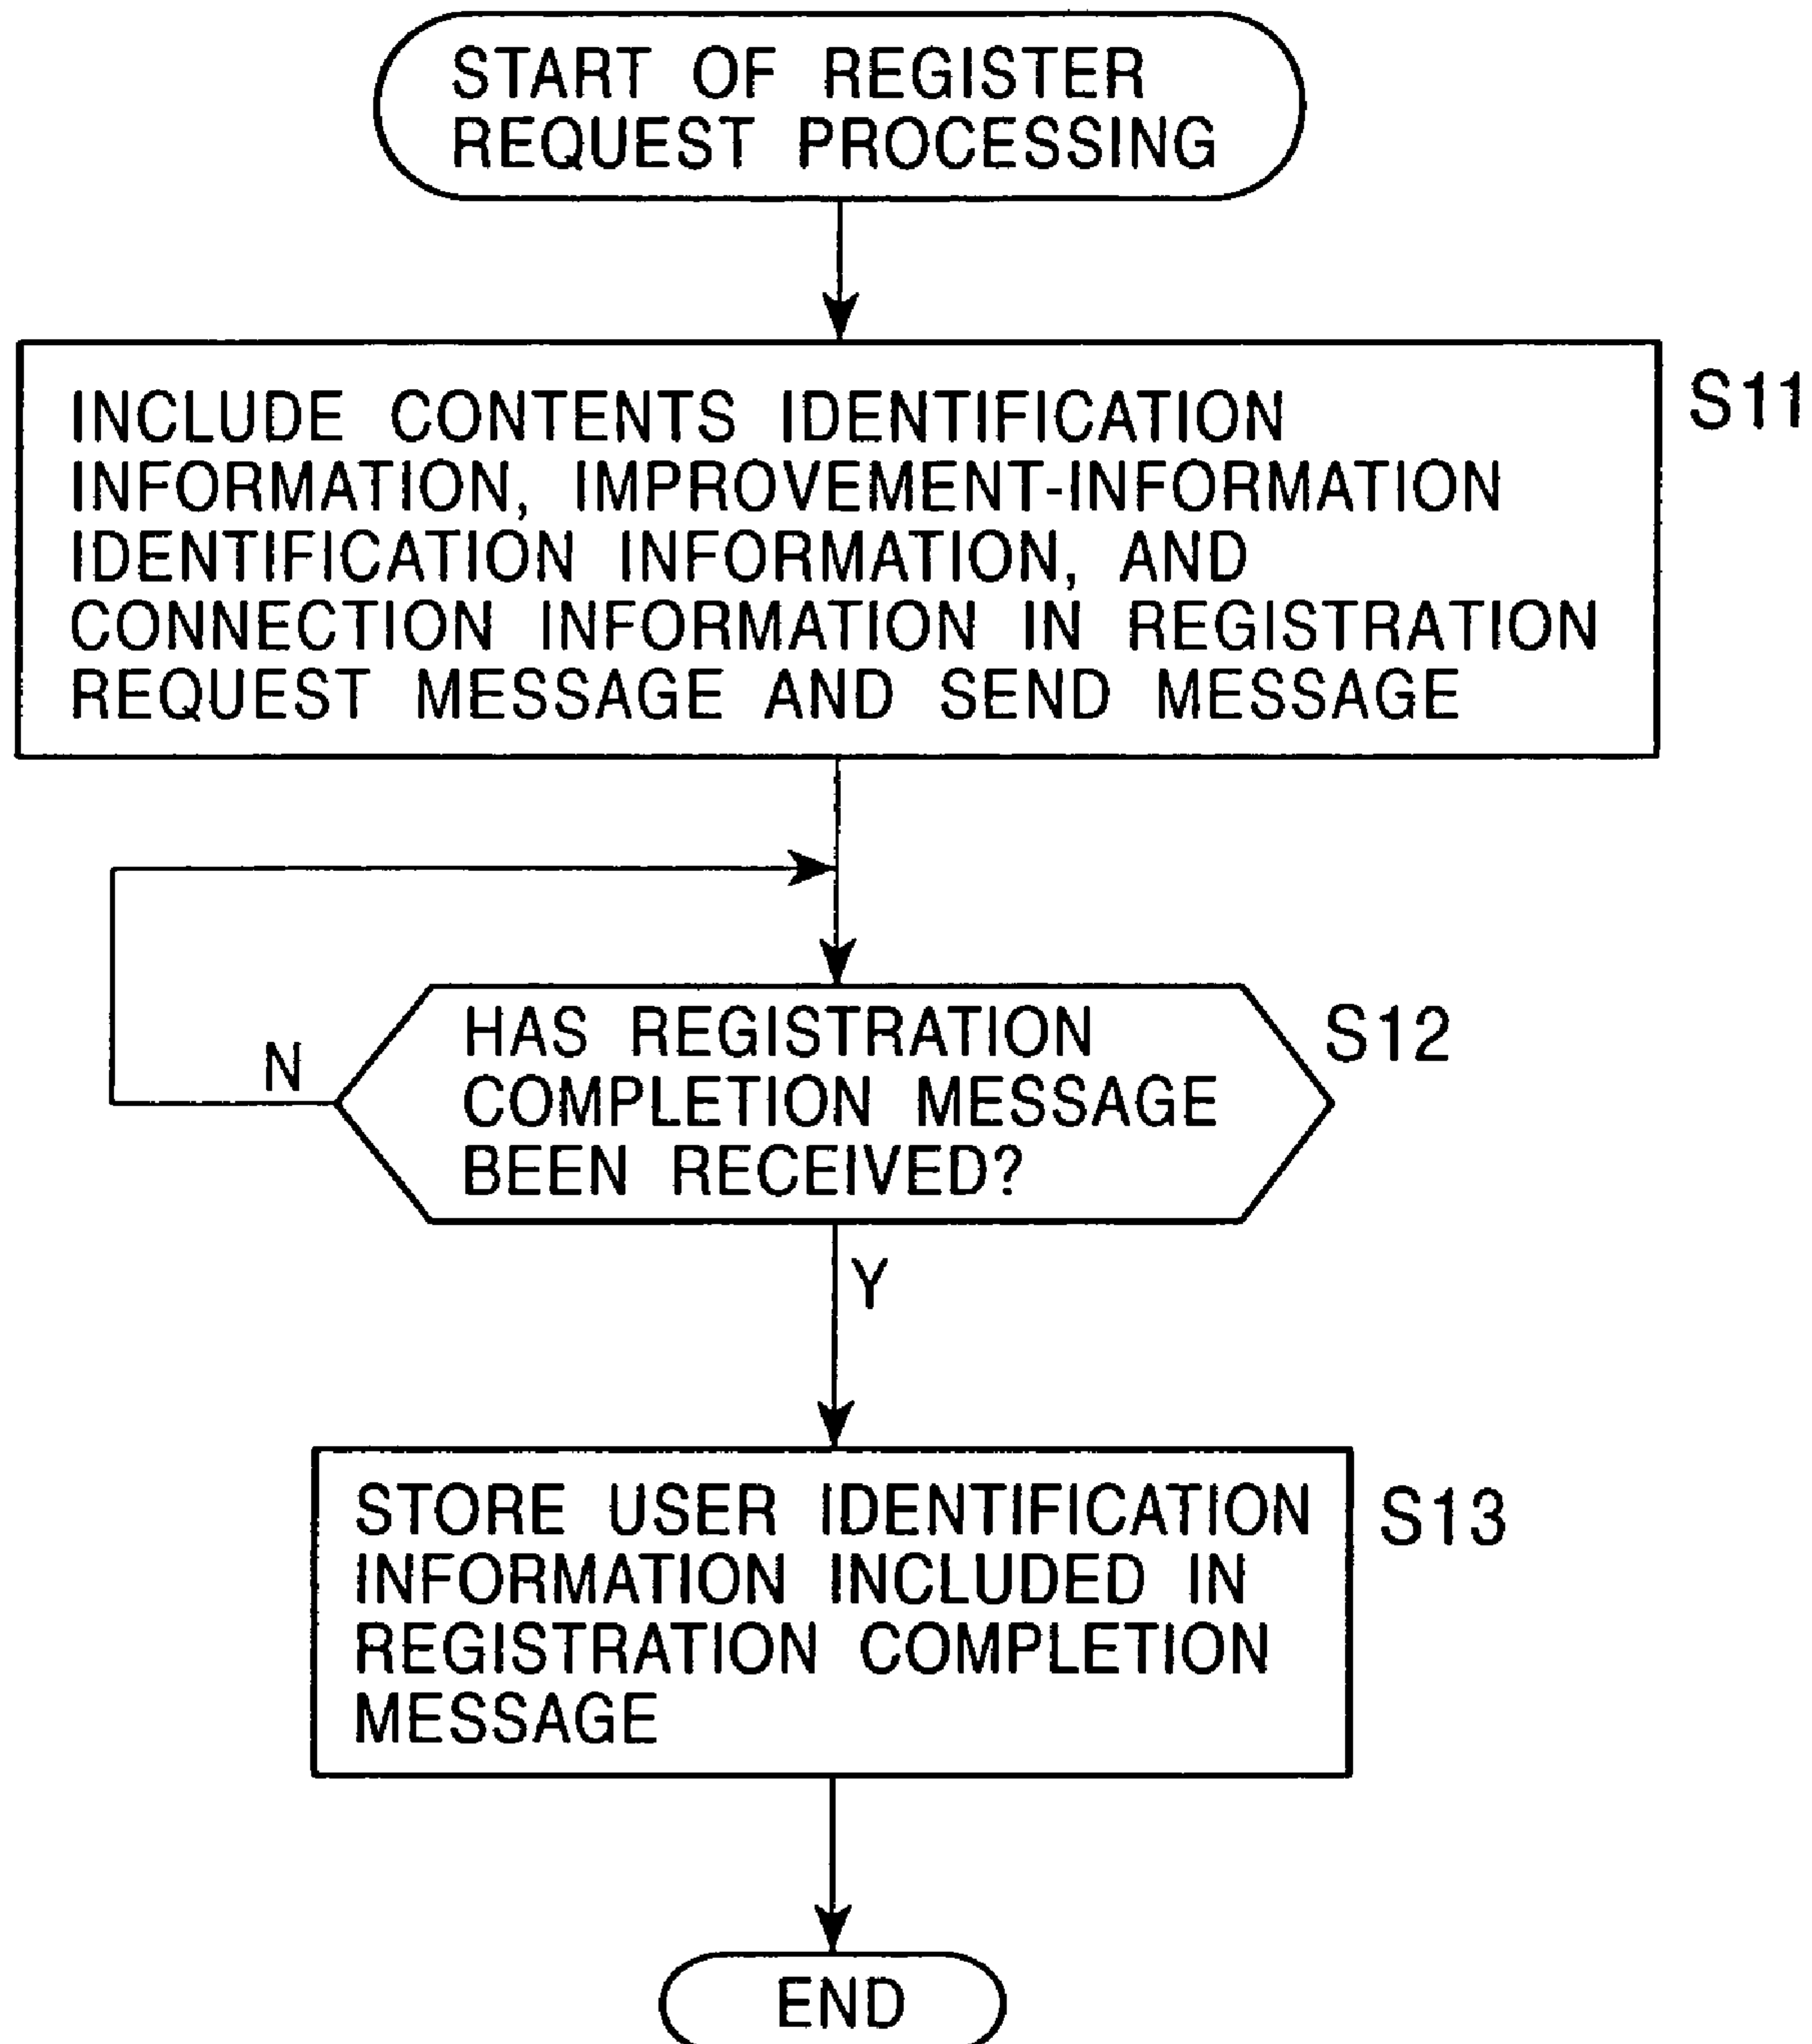 START OF REGISTER
REQUEST PROCESSING
INCLUDE CONTENTS IDENTIFICATION
INFORMATION, IMPROVEMENT-INFORMATION
IDENTIFICATION INFORMATION, AND
CONNECTION INFORMATION IN REGISTRATION
REQUEST MESSAGE AND SEND MESSAGE
S11
HAS REGISTRATION
COMPLETION MESSAGE
BEEN RECEIVED?
S12
N
Y
STORE USER IDENTIFICATION
INFORMATION INCLUDED IN
REGISTRATION COMPLETION
MESSAGE
S13
END